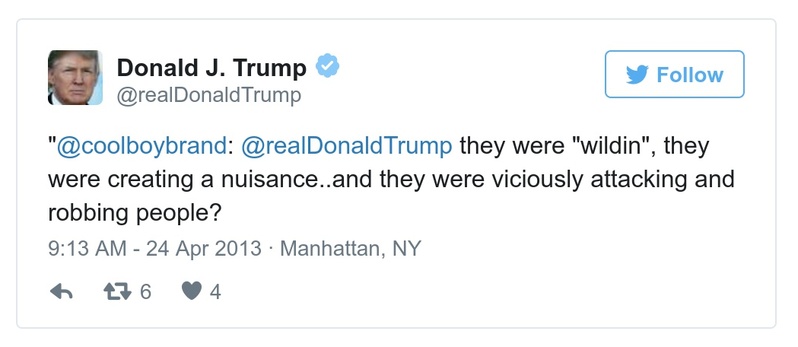 Donald J. Trump
@realDonaldTrump
Follow
"@coolboybrand: @realDonaldTrump they were "wildin", they
were creating a nuisance..and they were viciously attacking and
robbing people?
9:13 AM - 24 Apr 2013 · Manhattan, NY
6 4